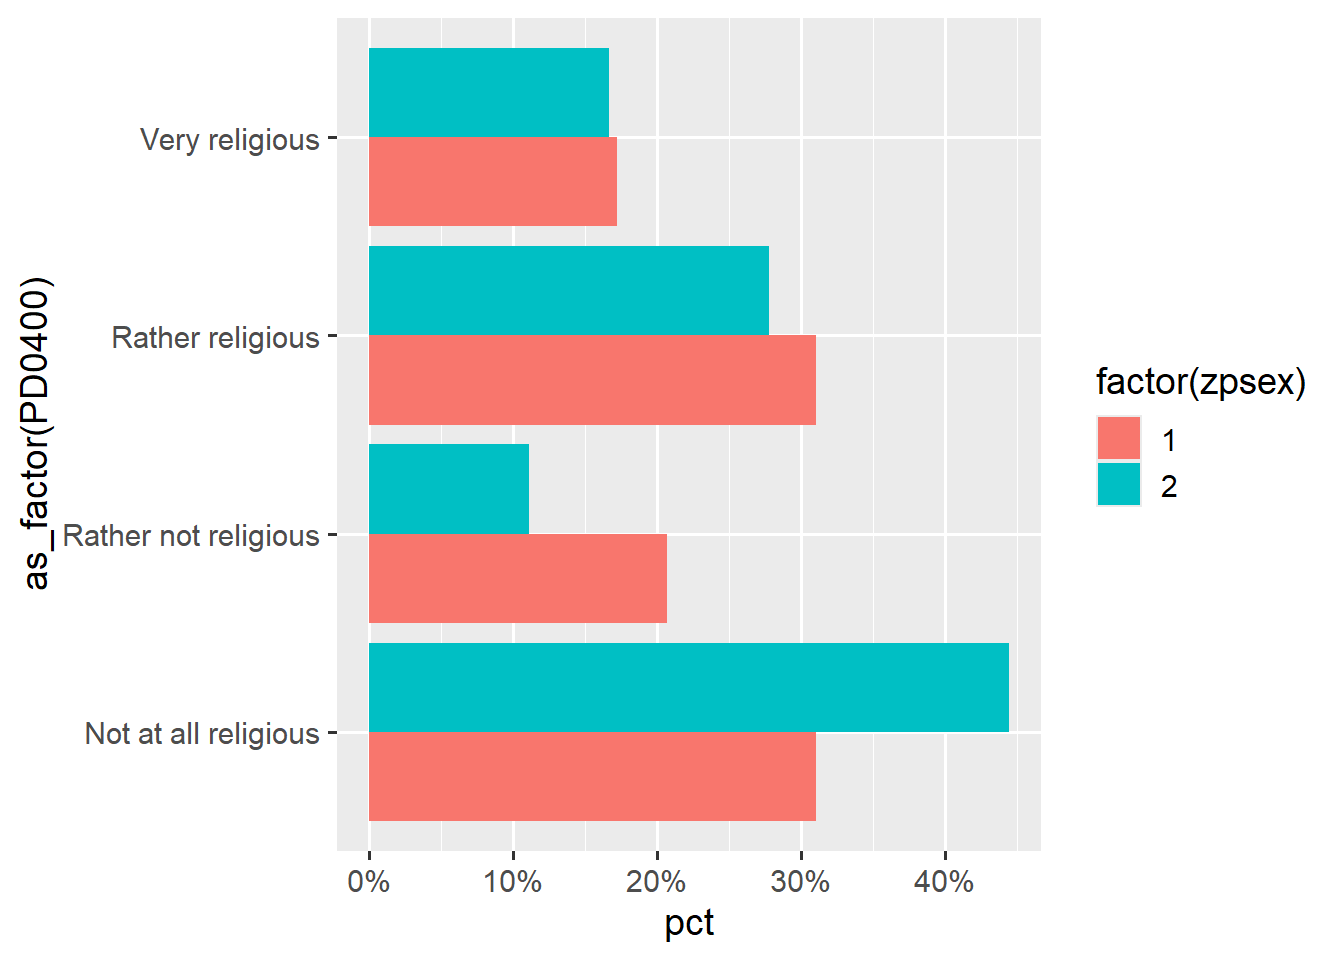 as_factor(PD0400)
Very religious
Rather religious
Rather not religious
Not at all religious
0%
10%
20%
30%
40%
pct
factor(zpsex)
1
2